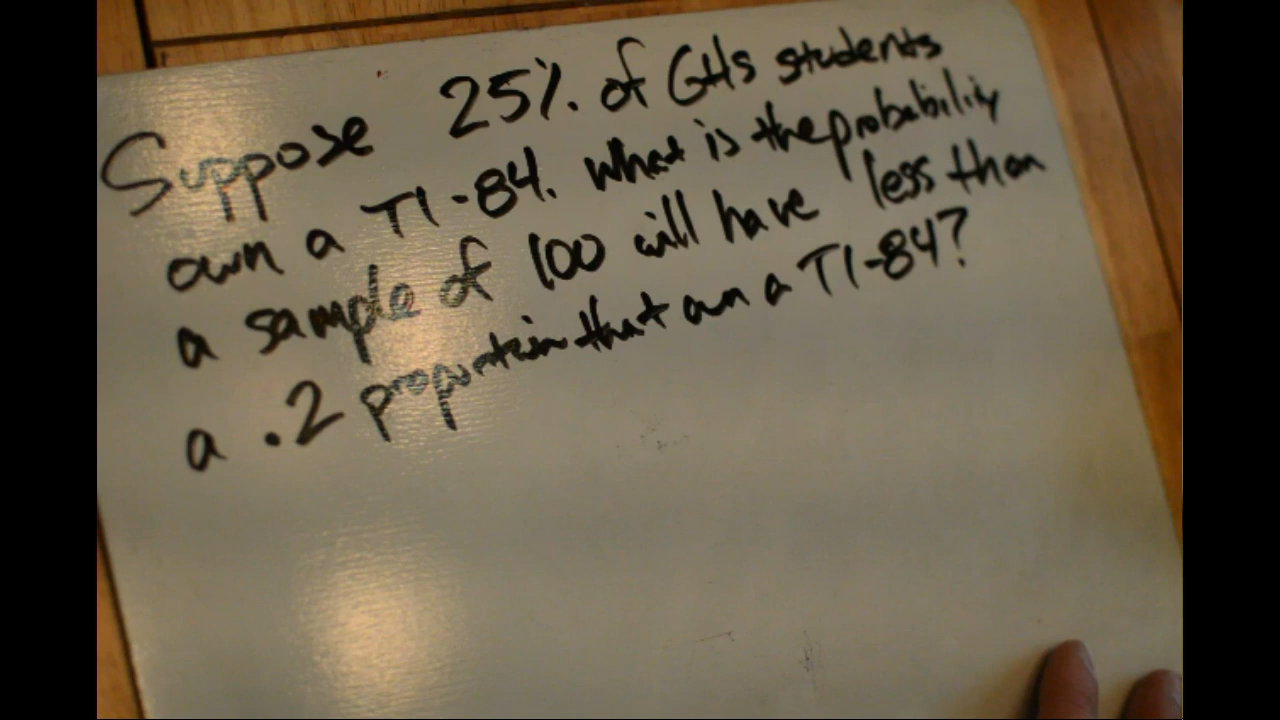 Suppose 25% of GHS students
own a TI-84. What is the probability
a sample of 100 will have less than
a .2 proportion that own a TI-84?